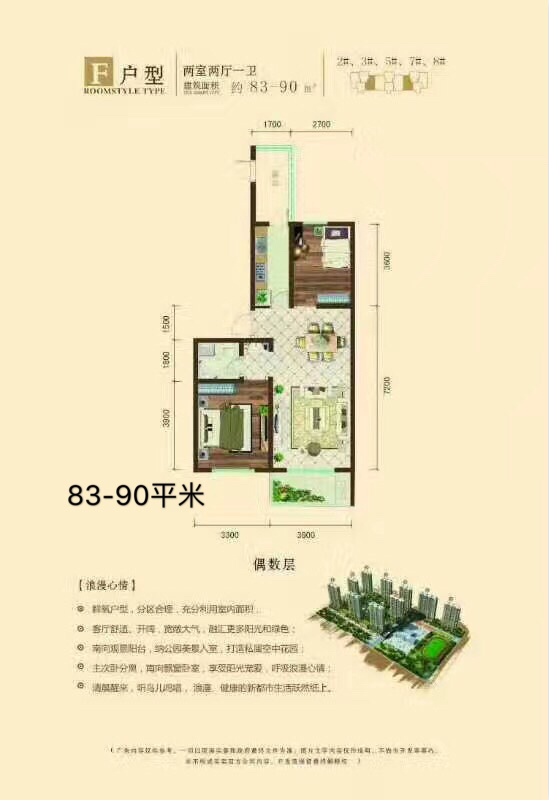 F 户型
ROOMSTYLE TYPE
两室两厅一卫
建筑面积 约 83-90 m²
2#、3#、5#、7#、8#
1700 2700
3600
1500
1800
7200
3900
83-90平米
3300 3600
偶数层
【浪漫心情】
鲜氧户型，分区合理，充分利用室内面积；
客厅舒适、开阔，宽敞大气，融汇更多阳光和绿色；
南向观景阳台，纳公园美景入室，打造私属空中花园；
主次卧分离，南向飘窗卧室，享受阳光宠爱，呼吸浪漫心情；
清晨醒来，听鸟儿鸣唱，浪漫、健康的新都市生活跃然纸上。